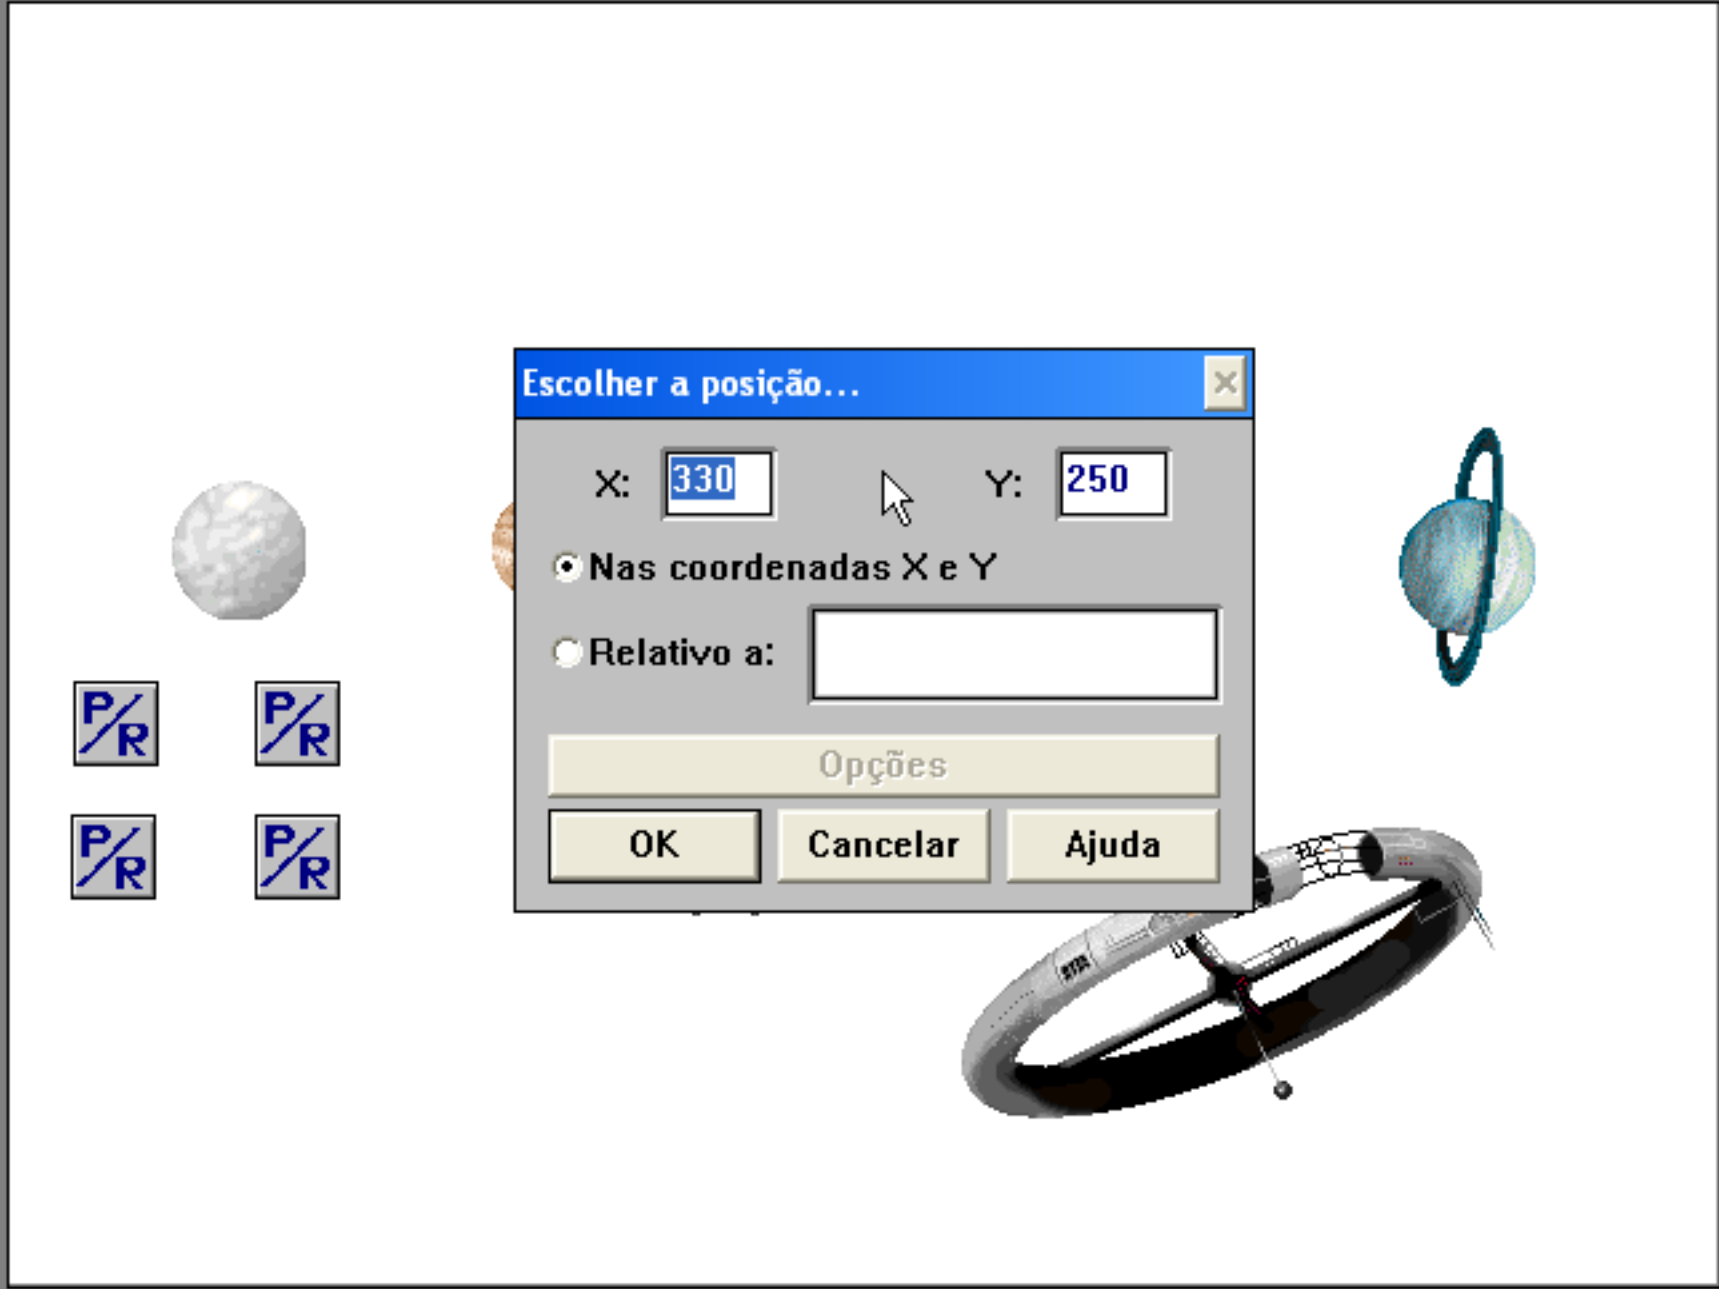 Escolher a posição...
X: 330 Y: 250
Nas coordenadas X e Y
Relativo a:
P/R P/R
Opções
P/R P/R
OK Cancelar Ajuda